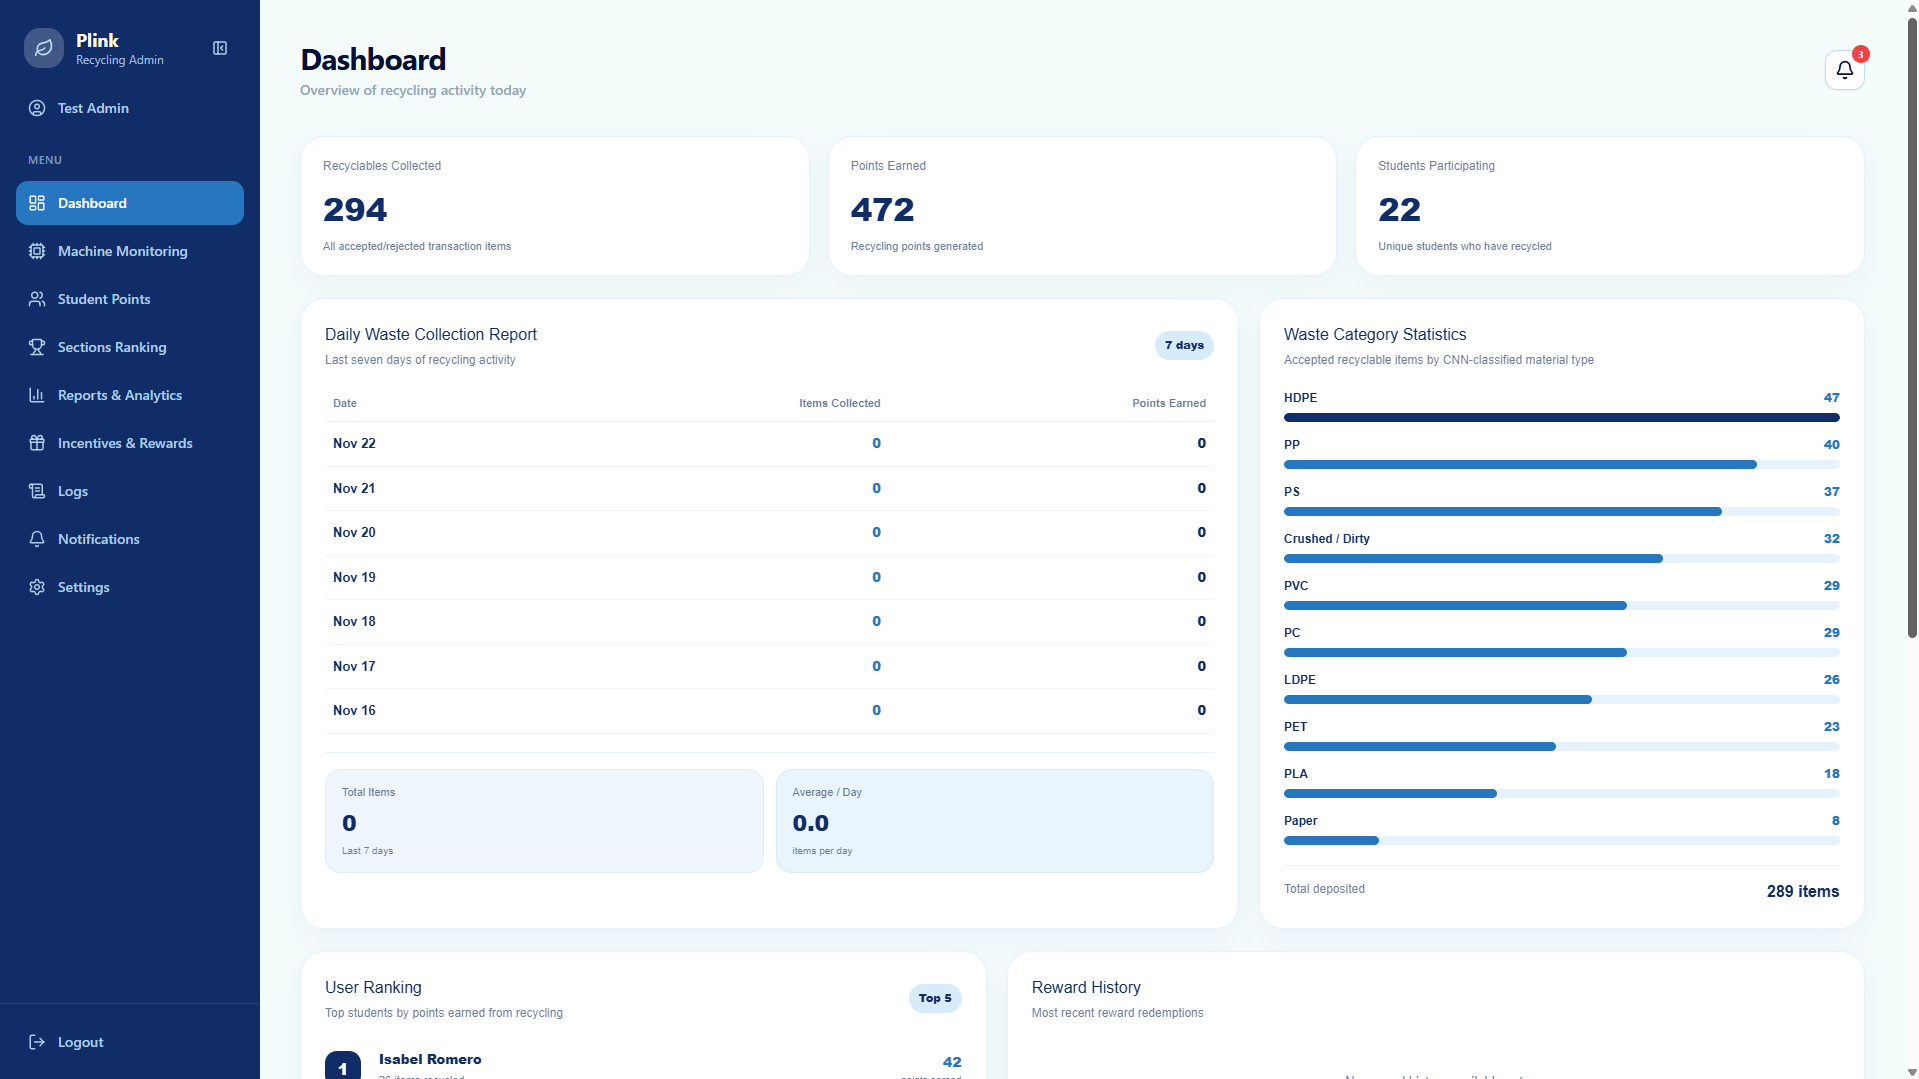 Plink
Recycling Admin
Test Admin
MENU
Dashboard
Machine Monitoring
Student Points
Sections Ranking
Reports & Analytics
Incentives & Rewards
Logs
Notifications
Settings
Logout
Dashboard
Overview of recycling activity today
3
Recyclables Collected
294
All accepted/rejected transaction items
Points Earned
472
Recycling points generated
Students Participating
22
Unique students who have recycled
Daily Waste Collection Report
Last seven days of recycling activity
7 days
Date Items Collected Points Earned
Nov 22 0 0
Nov 21 0 0
Nov 20 0 0
Nov 19 0 0
Nov 18 0 0
Nov 17 0 0
Nov 16 0 0
Total Items
0
Last 7 days
Average / Day
0.0
items per day
Waste Category Statistics
Accepted recyclable items by CNN-classified material type
HDPE 47
PP 40
PS 37
Crushed / Dirty 32
PVC 29
PC 29
LDPE 26
PET 23
PLA 18
Paper 8
Total deposited 289 items
User Ranking
Top students by points earned from recycling
Top 5
1
Isabel Romero
42
Reward History
Most recent reward redemptions